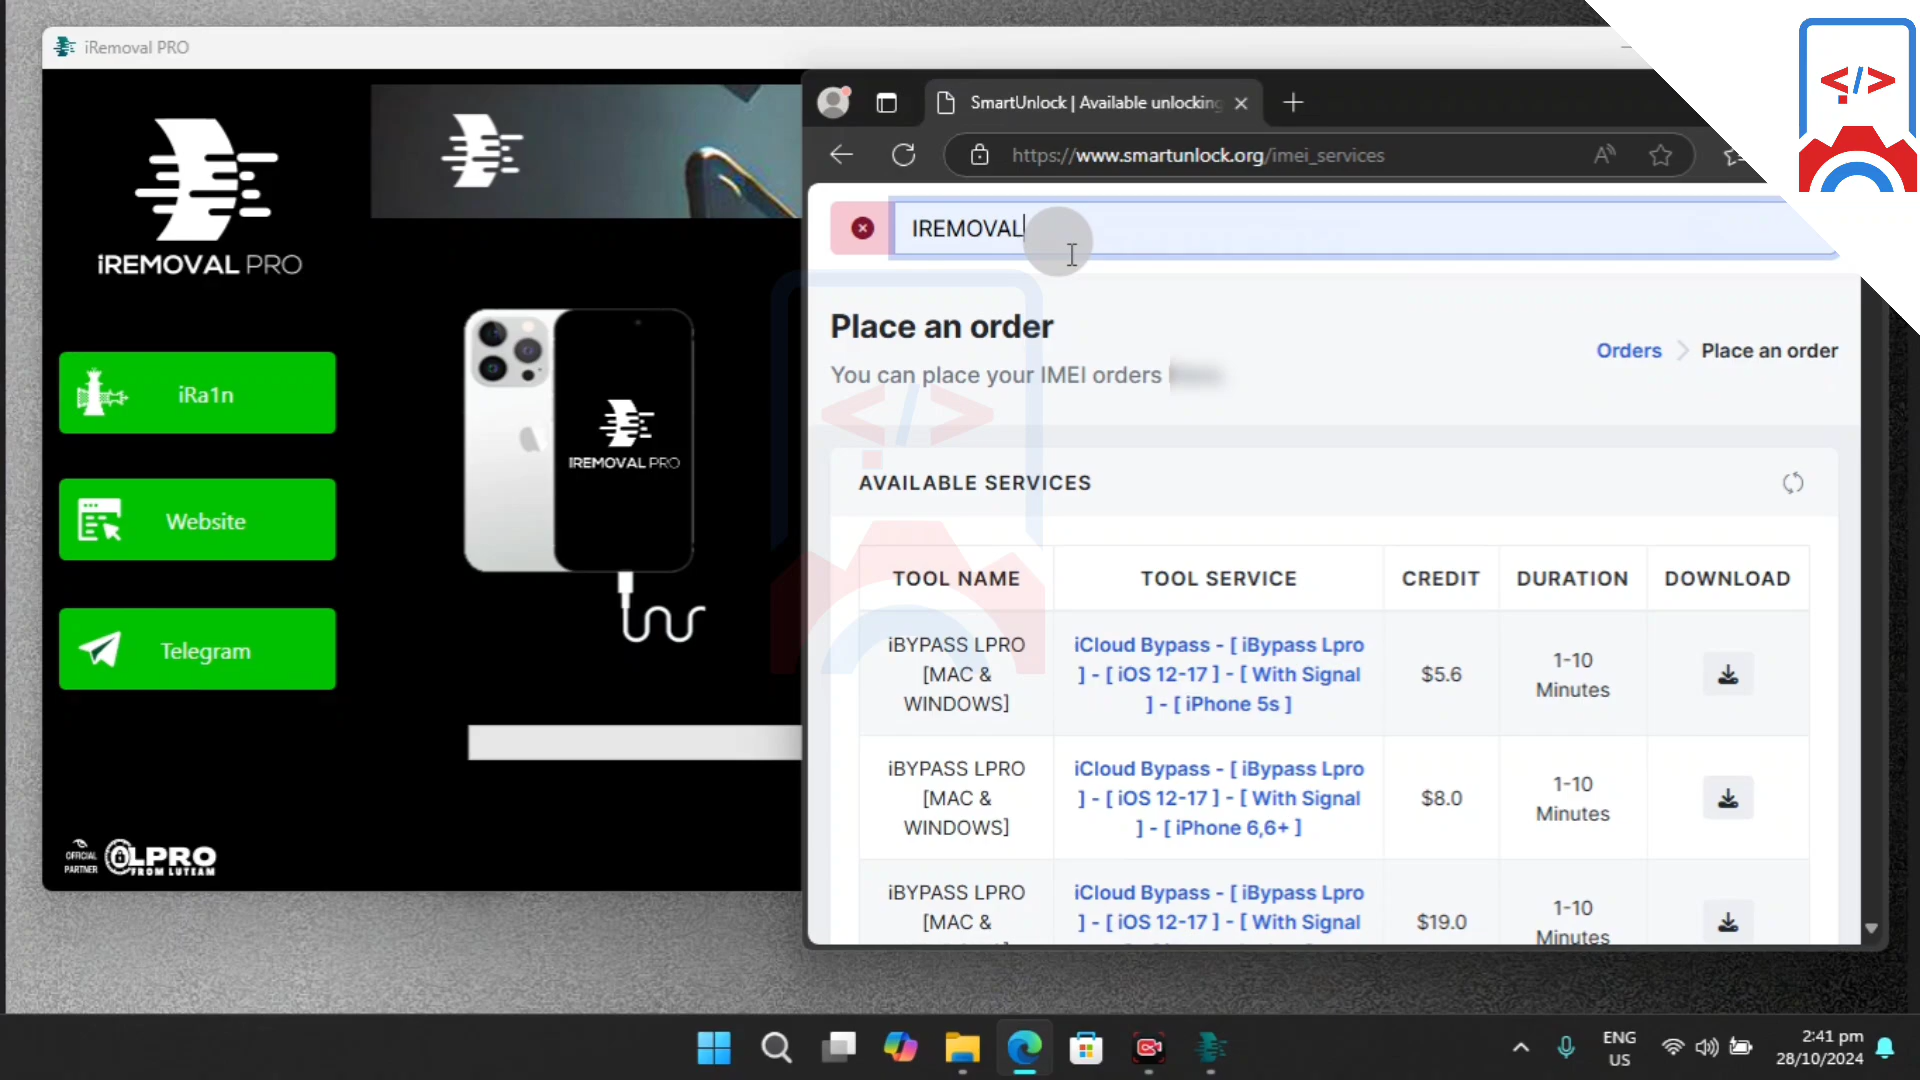 iRemoval PRO
iREMOVAL PRO
iRa1n
Website
Telegram
OFFICIAL
PARTNER
LPRO
FROM LUTEAM
IREMOVAL PRO
SmartUnlock | Available unlocking
https://www.smartunlock.org/imei_services
IREMOVAL
Place an order
You can place your IMEI orders
Orders
Place an order
AVAILABLE SERVICES
TOOL NAME
TOOL SERVICE
CREDIT
DURATION
DOWNLOAD
iBYPASS LPRO
[MAC &
WINDOWS]
iCloud Bypass - [ iBypass Lpro
] - [ iOS 12-17 ] - [ With Signal
] - [ iPhone 5s ]
$5.6
1-10
Minutes
iBYPASS LPRO
[MAC &
WINDOWS]
iCloud Bypass - [ iBypass Lpro
] - [ iOS 12-17 ] - [ With Signal
] - [ iPhone 6,6+ ]
$8.0
1-10
Minutes
iBYPASS LPRO
[MAC &
iCloud Bypass - [ iBypass Lpro
] - [ iOS 12-17 ] - [ With Signal
$19.0
1-10
Minutes
ENG
US
2:41 pm
28/10/2024